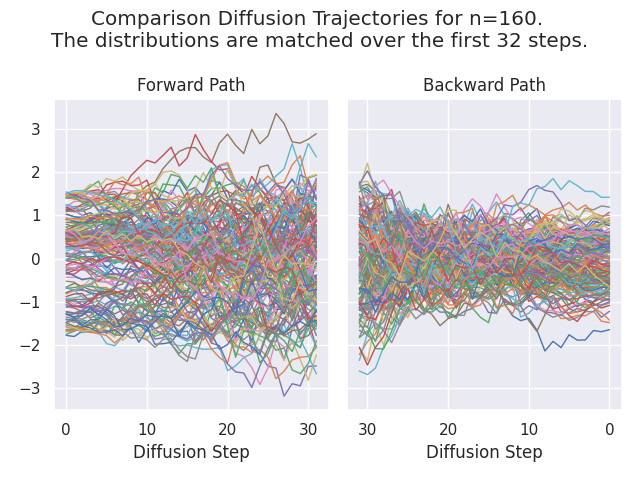 Comparison Diffusion Trajectories for n=160.
The distributions are matched over the first 32 steps.
Forward Path
Backward Path
3
2
1
0
−1
−2
−3
0 10 20 30
30 20 10 0
Diffusion Step
Diffusion Step